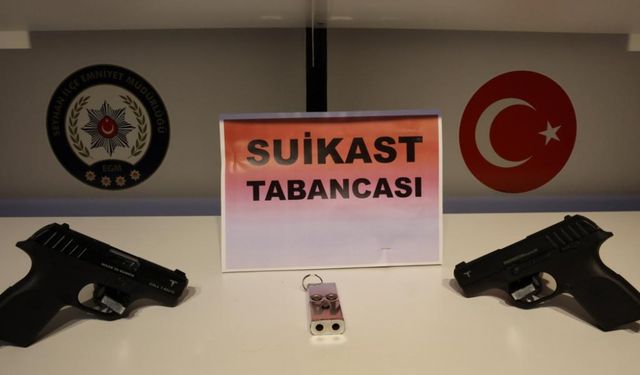 SEYHAN İLÇE EMNİYET MÜDÜRLÜĞÜ
EGM
SUİKAST
TABANCASI